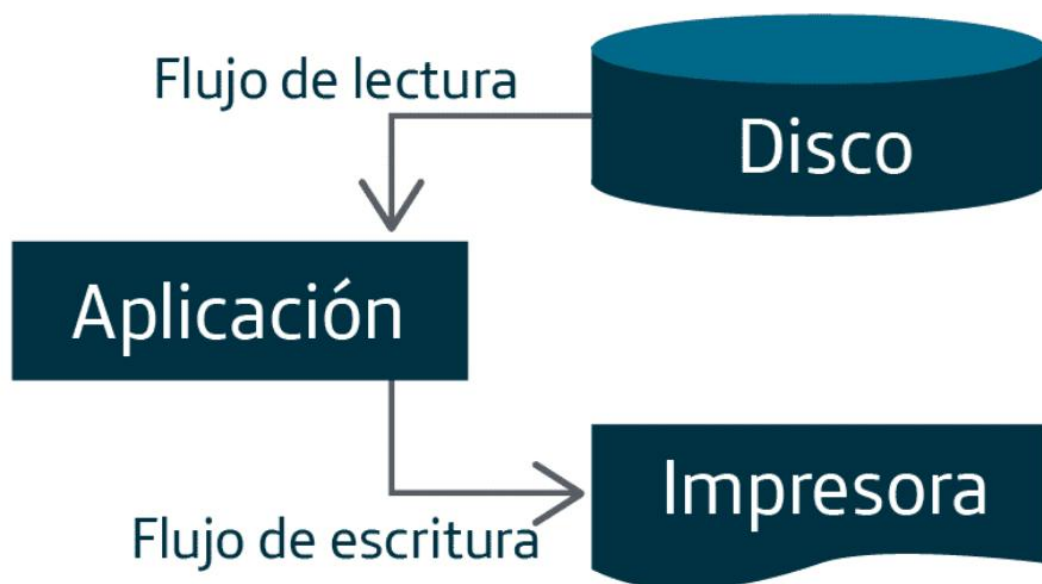 Flujo de lectura
Disco
Aplicación
Impresora
Flujo de escritura